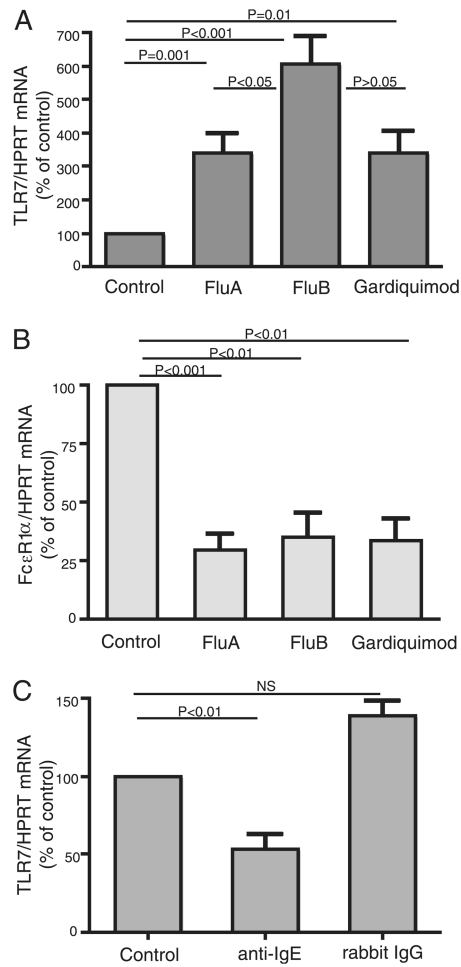 A
P=0.01
P<0.001
P=0.001
P<0.05
P>0.05
TLR7/HPRT mRNA
(% of control)
700
600
500
400
300
200
100
0
Control FluA FluB Gardiquimod
B
P<0.01
P<0.01
P<0.001
FcεR1α/HPRT mRNA
(% of control)
100
75
50
25
0
Control FluA FluB Gardiquimod
C
NS
P<0.01
TLR7/HPRT mRNA
(% of control)
150
100
50
0
Control anti-IgE rabbit IgG